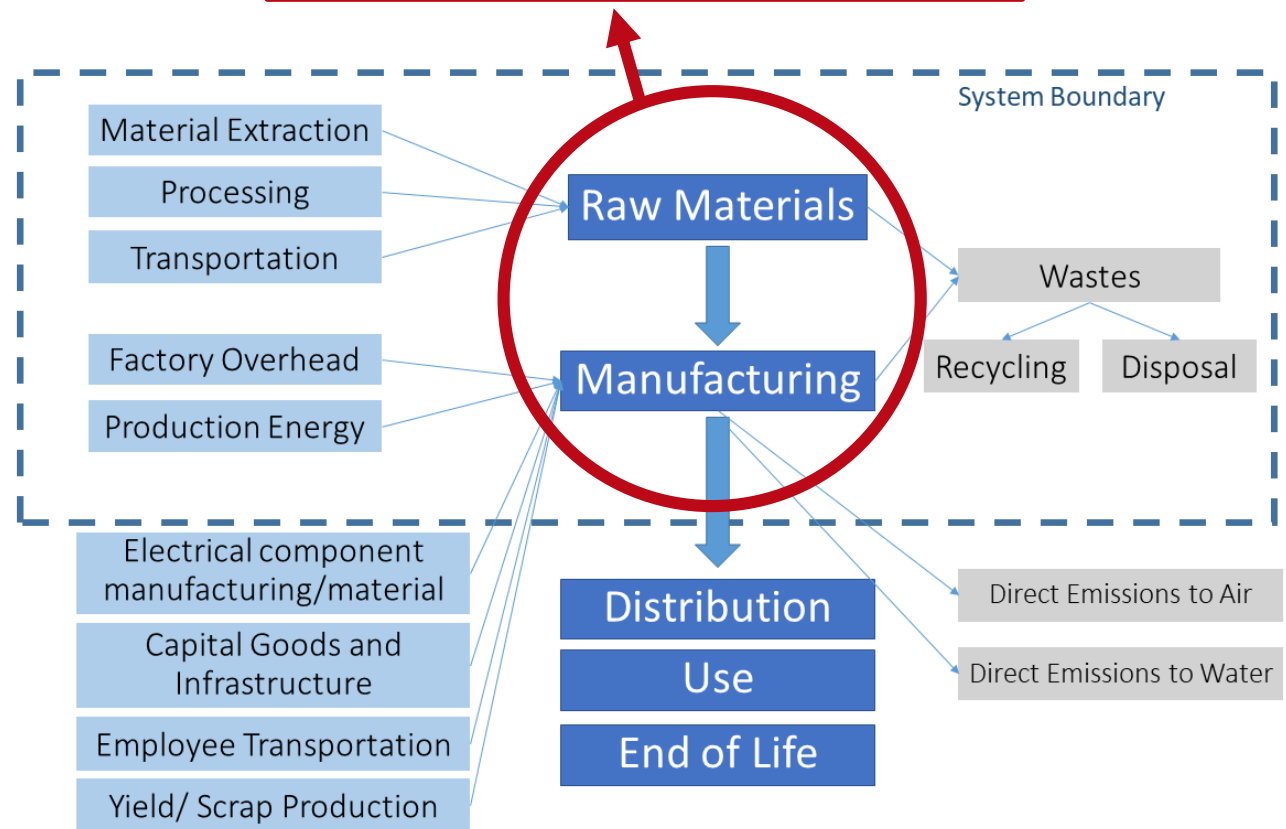 System Boundary
Material Extraction
Processing
Transportation
Raw Materials
Wastes
Recycling
Disposal
Factory Overhead
Production Energy
Manufacturing
Electrical component
manufacturing/material
Capital Goods and
Infrastructure
Employee Transportation
Yield/ Scrap Production
Distribution
Use
End of Life
Direct Emissions to Air
Direct Emissions to Water